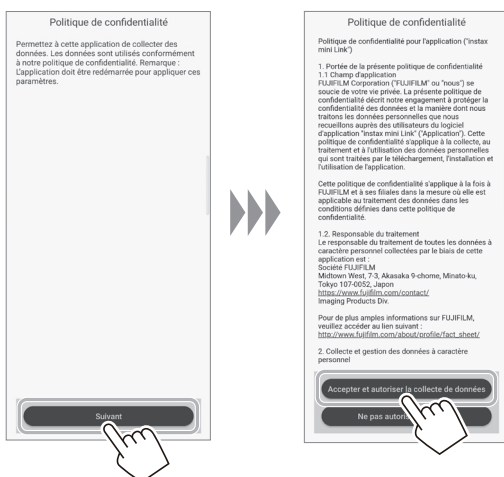 Politique de confidentialité
Permettez à cette application de collecter des
données. Les données sont utilisés conformément
à notre politique de confidentialité. Remarque :
L'application doit être redémarrée pour appliquer ces
paramètres.
Suivant
Politique de confidentialité
Politique de confidentialité pour l'application ("instax
mini Link")
1. Portée de la présente politique de confidentialité
1.1 Champ d'application
FUJIFILM Corporation ("FUJIFILM" ou "nous") se
soucie de votre vie privée. La présente politique de
confidentialité décrit notre engagement à protéger la
confidentialité des données et la manière dont nous
traitons les données personnelles que nous
recueillons auprès des utilisateurs du logiciel
d'application "instax mini Link" ("Application"). Cette
politique de confidentialité s'applique à la collecte, au
traitement et à l'utilisation des données personnelles
qui sont traitées par le téléchargement, l'installation et
l'utilisation de l'application.
Cette politique de confidentialité s'applique à la fois à
FUJIFILM et à ses filiales dans la mesure où elle est
applicable au traitement des données dans les
conditions définies dans cette politique de
confidentialité.
1.2. Responsable du traitement
Le responsable du traitement de toutes les données à
caractère personnel collectées par le biais de cette
application est :
Société FUJIFILM
Midtown West, 7-3, Akasaka 9-chome, Minato-ku,
Tokyo 107-0052, Japon
https://www.fujifilm.com/contact/
Imaging Products Div.
Pour de plus amples informations sur FUJIFILM,
veuillez accéder au lien suivant :
http://www.fujifilm.com/about/profile/fact_sheet/
2. Collecte et gestion des données à caractère
personnel
Accepter et autoriser la collecte de données
Ne pas